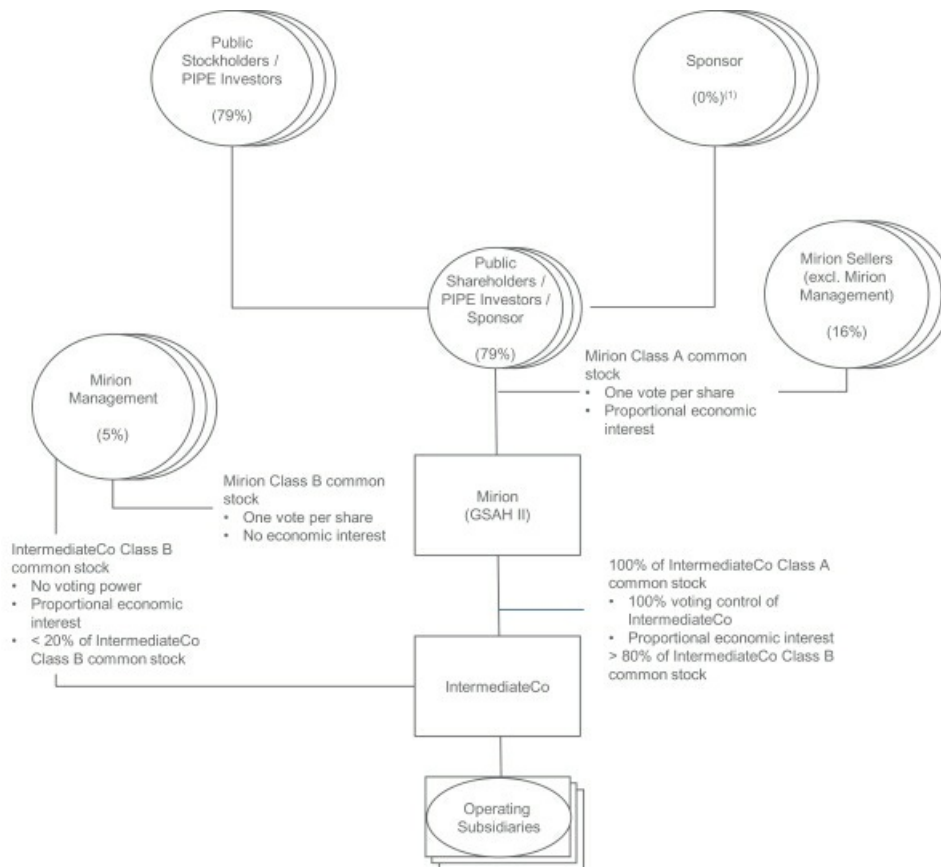 Public
Stockholders /
PIPE Investors
(79%)
Sponsor
(0%)(1)
Public
Shareholders /
PIPE Investors /
Sponsor
(79%)
Mirion Sellers
(excl. Mirion
Management)
(16%)
Mirion
Management
(5%)
Mirion Class A common
stock
• One vote per share
• Proportional economic
interest
Mirion Class B common
stock
• One vote per share
• No economic interest
Mirion
(GSAH II)
IntermediateCo Class B
common stock
• No voting power
• Proportional economic
interest
• < 20% of IntermediateCo
Class B common stock
100% of IntermediateCo Class A
common stock
• 100% voting control of
IntermediateCo
• Proportional economic interest
> 80% of IntermediateCo Class B
common stock
IntermediateCo
Operating
Subsidiaries